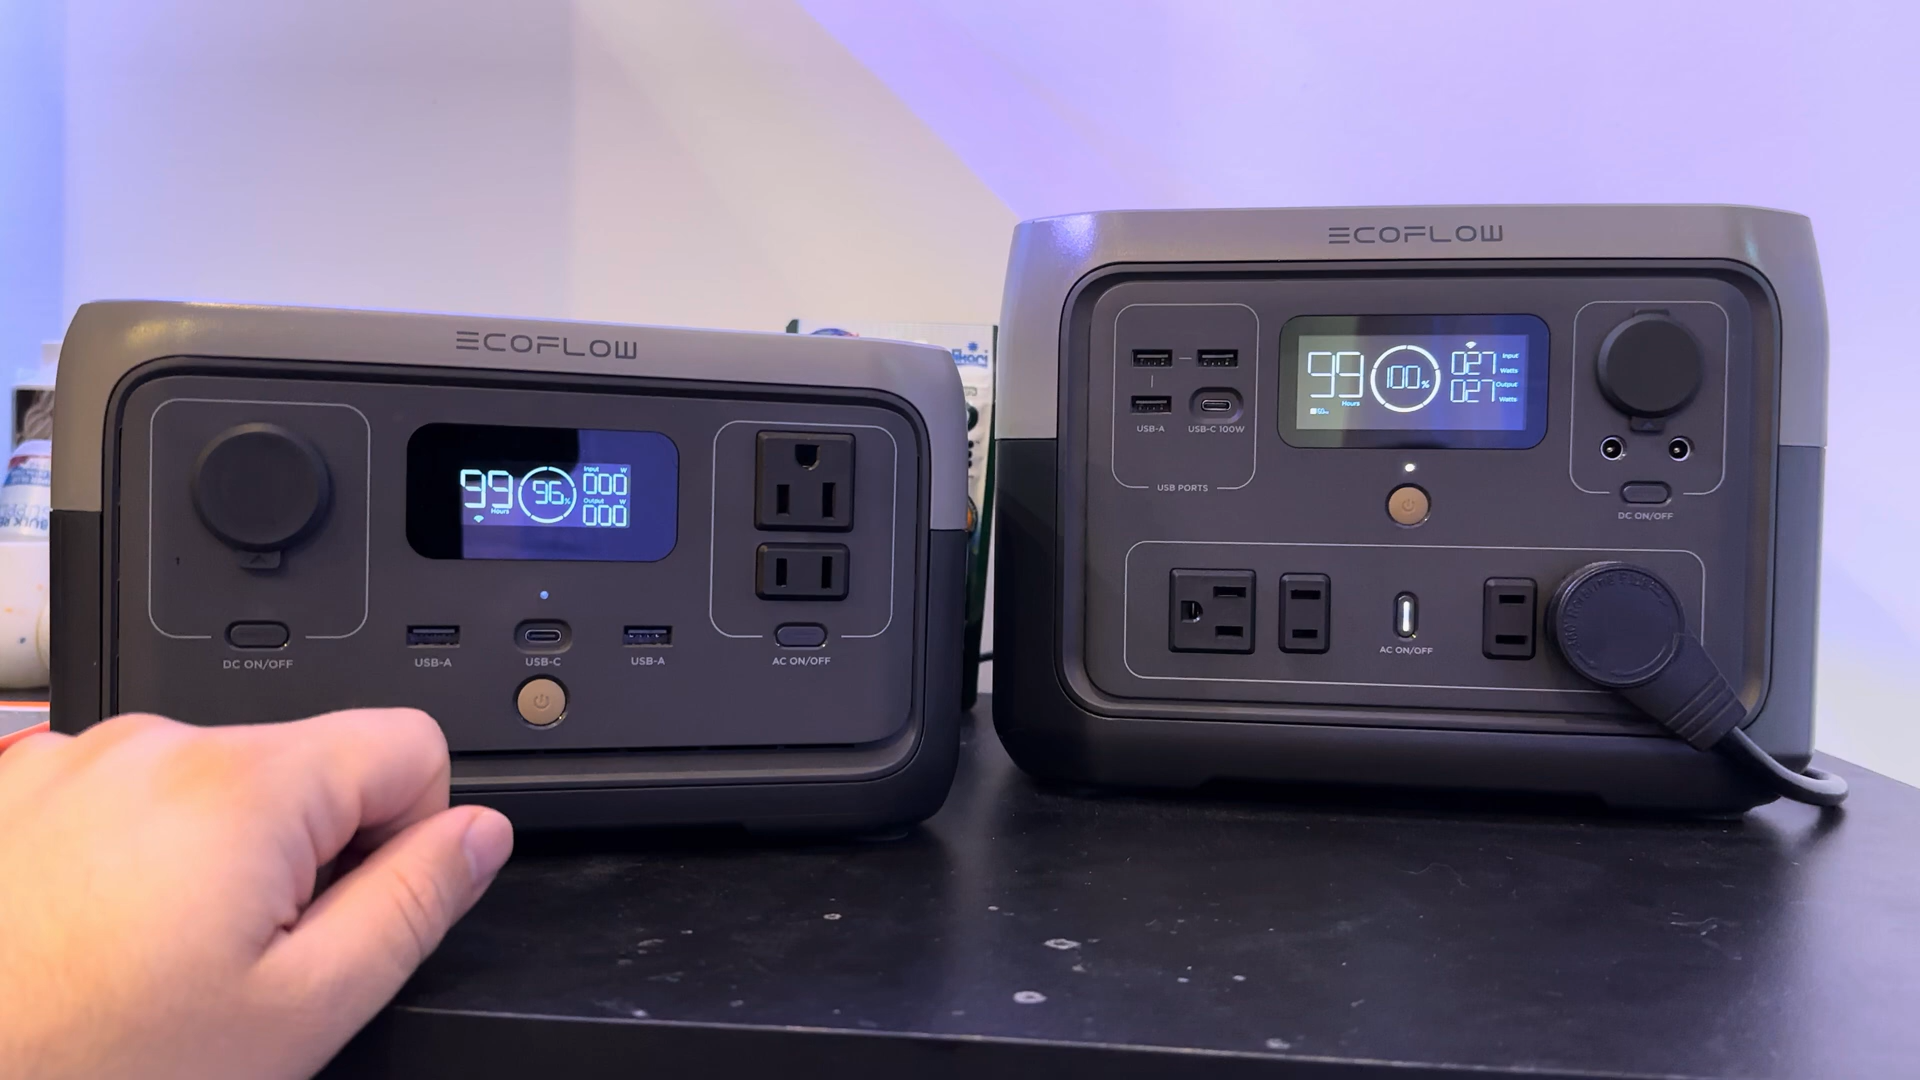 ECOFLOW
99
Hours
96%
Input W
000
Output W
000
DC ON/OFF
USB-A
USB-C
USB-A
AC ON/OFF
ECOFLOW
USB-A
USB-C 100W
USB PORTS
99
Hours
100%
027
Input
Watts
027
Output
Watts
DC ON/OFF
AC ON/OFF